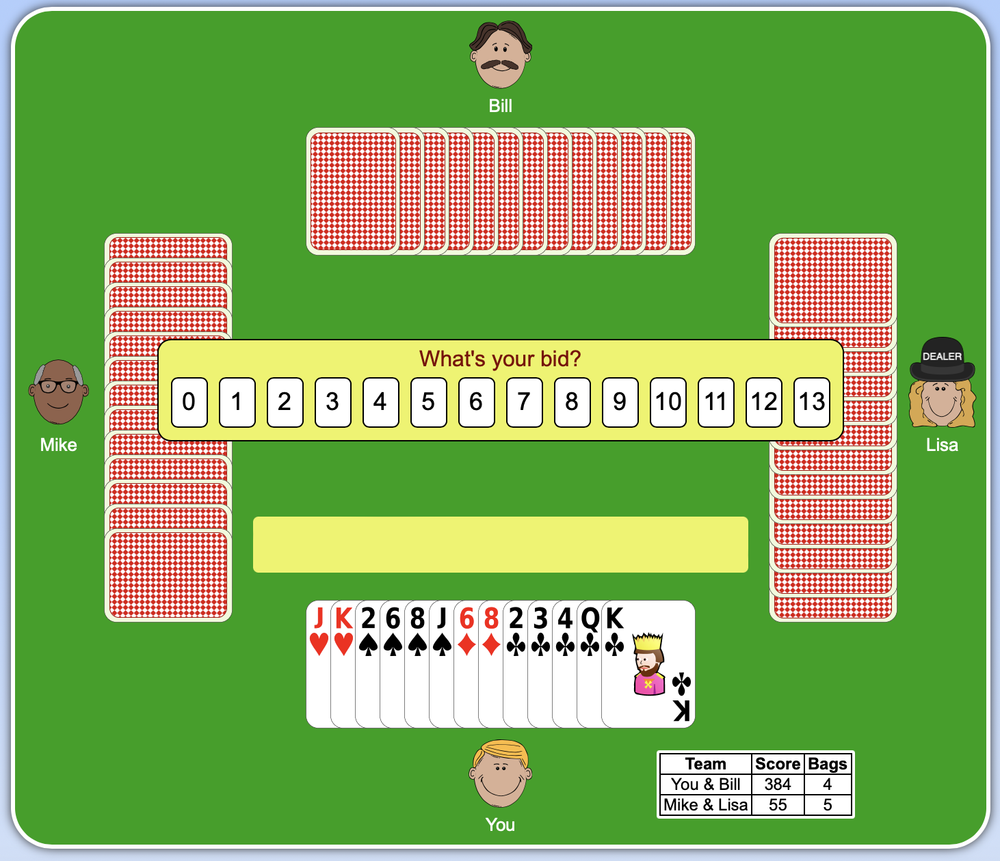 Bill
What's your bid?
0 1 2 3 4 5 6 7 8 9 10 11 12 13
DEALER
Mike
Lisa
J K 2 6 8 J 6 8 2 3 4 Q K
K
You
Team Score Bags
You & Bill 384 4
Mike & Lisa 55 5